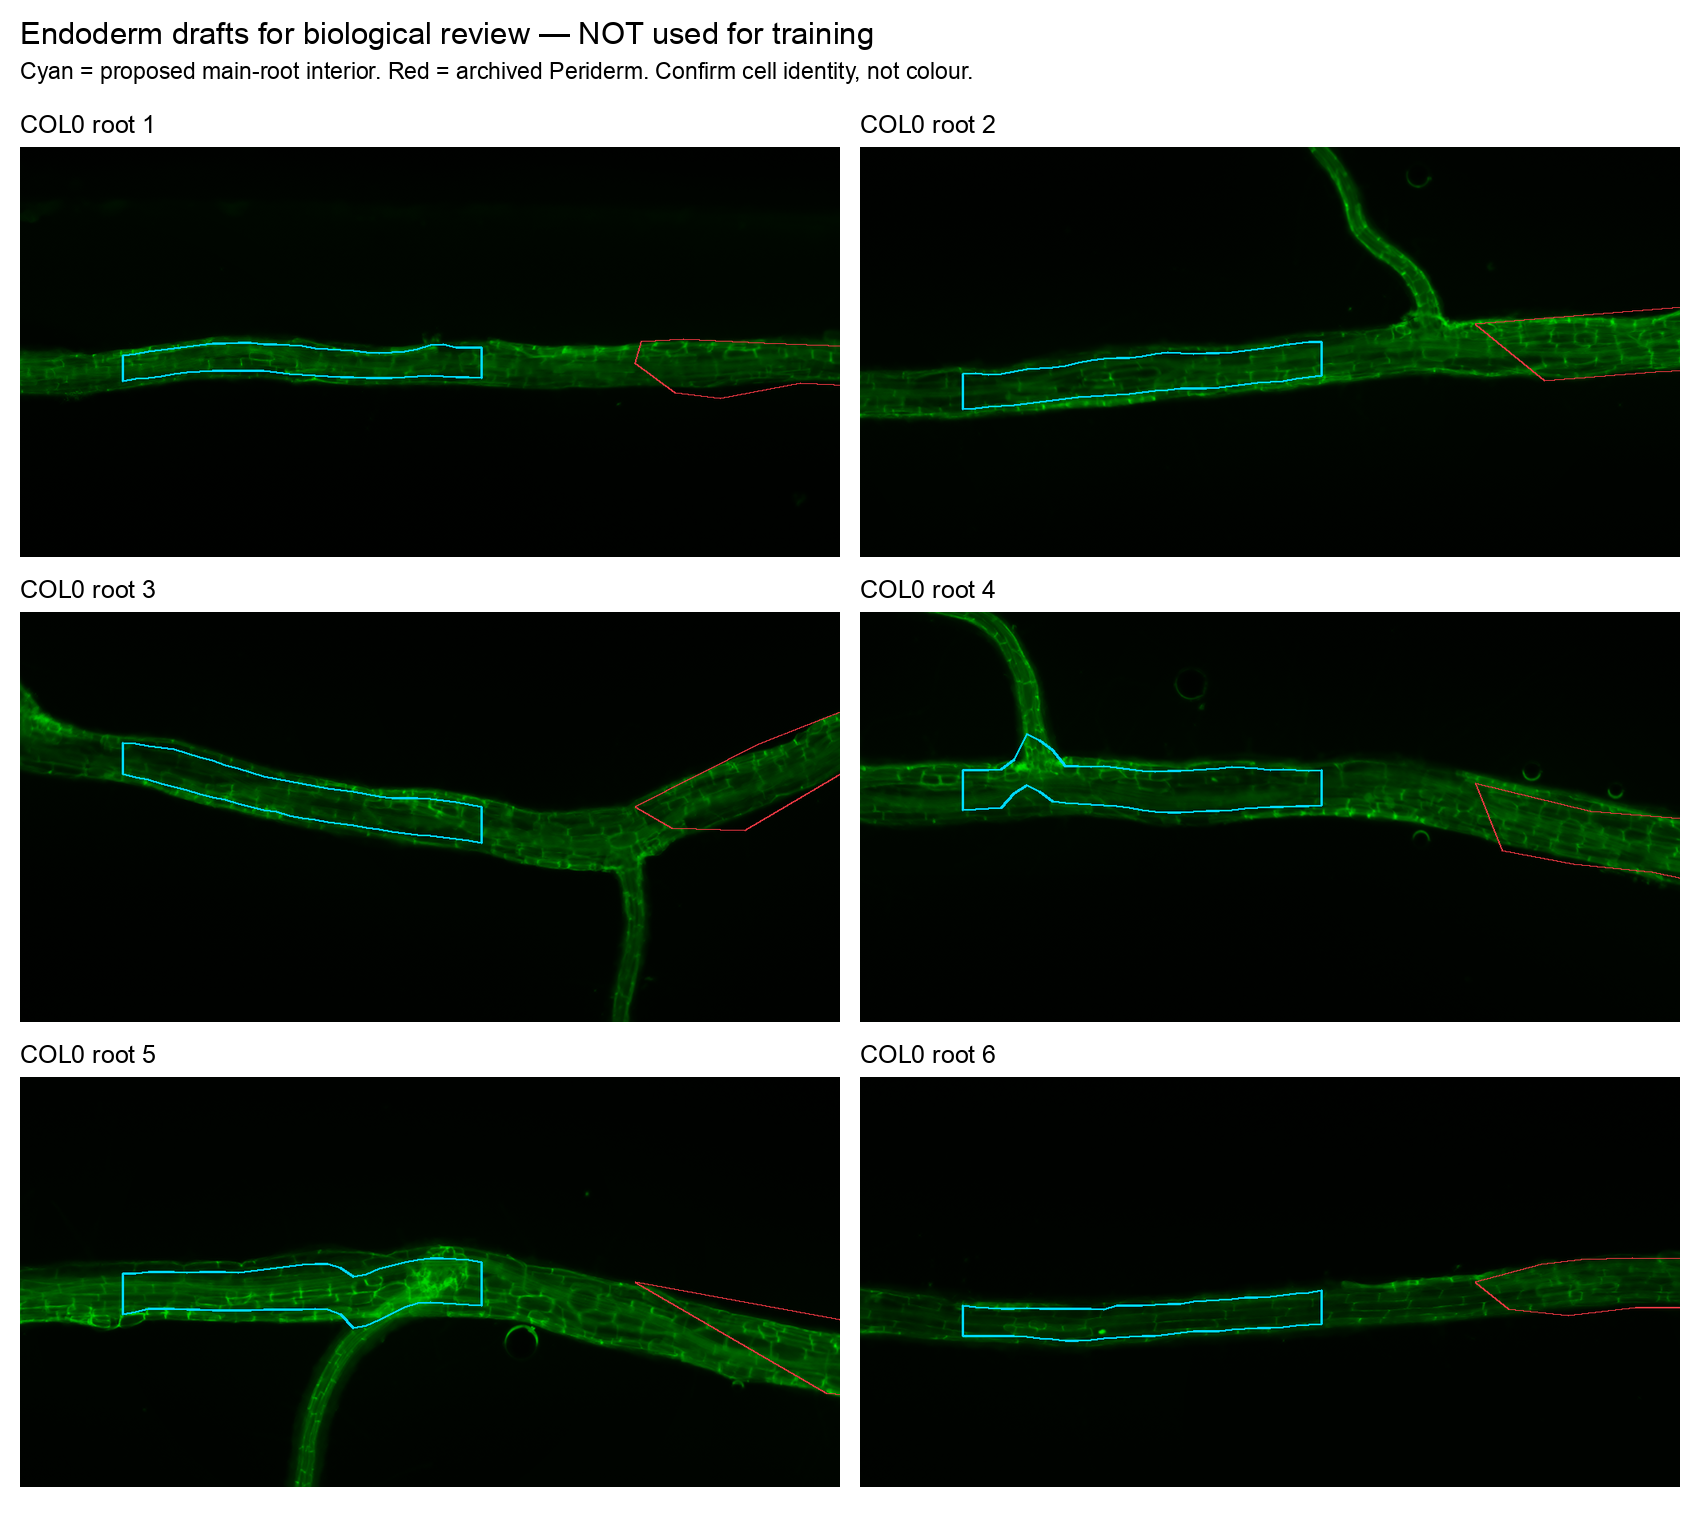 Endoderm drafts for biological review — NOT used for training
Cyan = proposed main-root interior. Red = archived Periderm. Confirm cell identity, not colour.
COL0 root 1
COL0 root 2
COL0 root 3
COL0 root 4
COL0 root 5
COL0 root 6